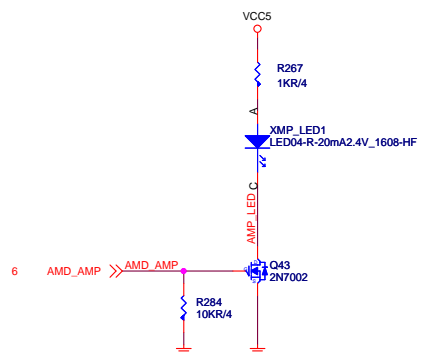 VCC5
R267
1KR/4
A
XMP_LED1
LED04-R-20mA2.4V_1608-HF
C
AMP_LED
6 AMD_AMP AMD_AMP
Q43
2N7002
R284
10KR/4